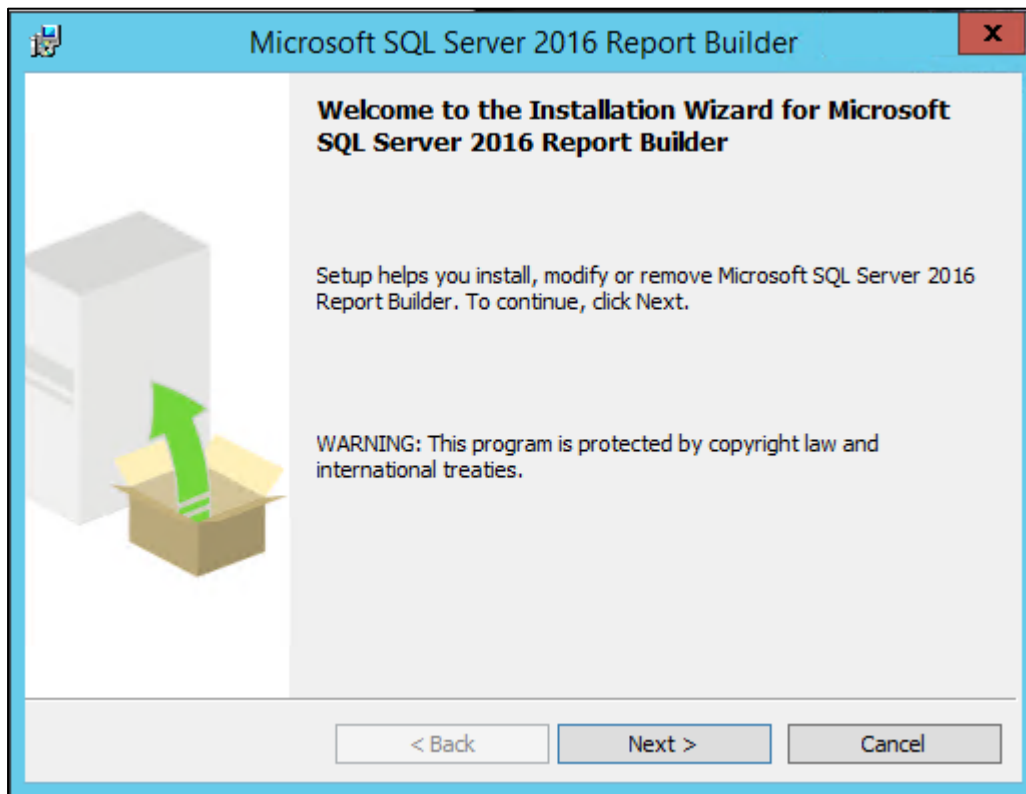 Microsoft SQL Server 2016 Report Builder
x
Welcome to the Installation Wizard for Microsoft
SQL Server 2016 Report Builder
Setup helps you install, modify or remove Microsoft SQL Server 2016
Report Builder. To continue, click Next.
WARNING: This program is protected by copyright law and
international treaties.
< Back
Next >
Cancel